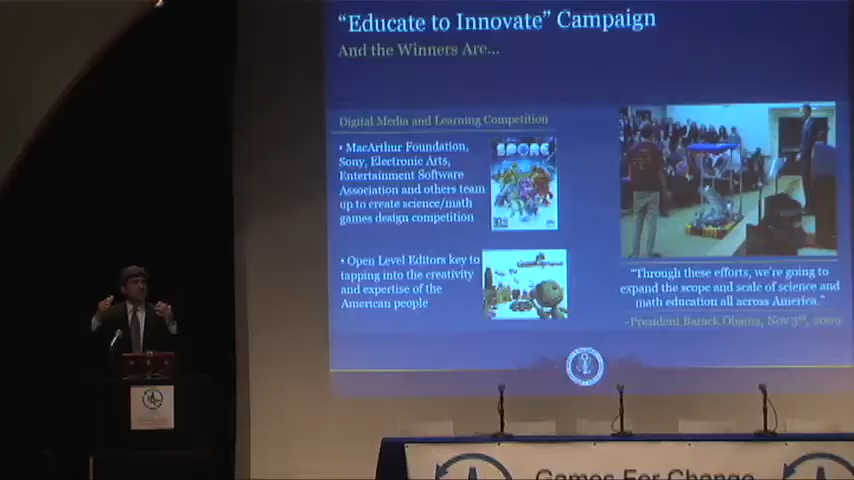 “Educate to Innovate” Campaign
And the Winners Are...
Digital Media and Learning Competition
• MacArthur Foundation,
Sony, Electronic Arts,
Entertainment Software
Association and others team
up to create science/math
games design competition
SPORE
• Open Level Editors key to
tapping into the creativity
and expertise of the
American people
“Through these efforts, we’re going to
expand the scope and scale of science and
math education all across America.”
-President Barack Obama, Nov 3rd, 2009
Games For Change